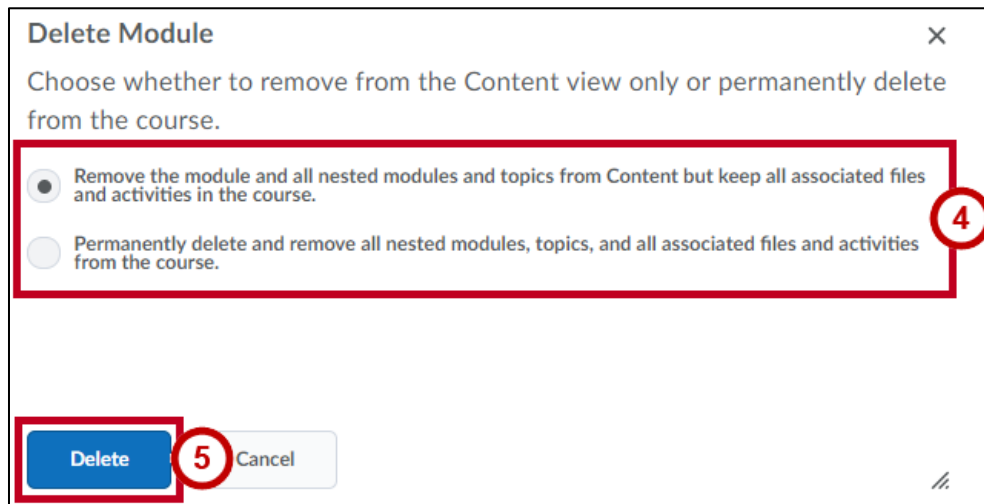 Delete Module
Choose whether to remove from the Content view only or permanently delete
from the course.
Remove the module and all nested modules and topics from Content but keep all associated files
and activities in the course.
4
Permanently delete and remove all nested modules, topics, and all associated files and activities
from the course.
Delete
5
Cancel